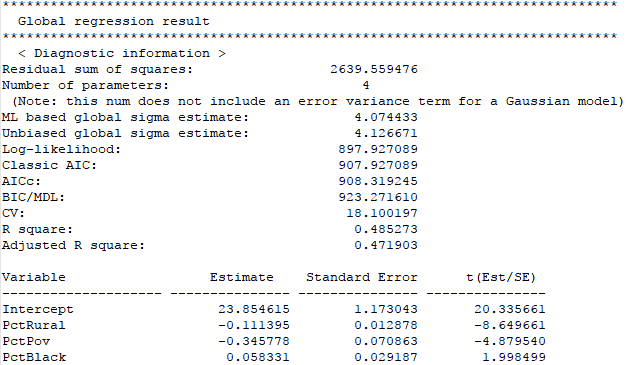 *******************************************************************************
Global regression result
*******************************************************************************
< Diagnostic information >
Residual sum of squares: 2639.559476
Number of parameters: 4
(Note: this num does not include an error variance term for a Gaussian model)
ML based global sigma estimate: 4.074433
Unbiased global sigma estimate: 4.126671
Log-likelihood: 897.927089
Classic AIC: 907.927089
AICc: 908.319245
BIC/MDL: 923.271610
CV: 18.100197
R square: 0.485273
Adjusted R square: 0.471903
Variable Estimate Standard Error t(Est/SE)
-------------------- --------------- --------------- ---------------
Intercept 23.854615 1.173043 20.335661
PctRural -0.111395 0.012878 -8.649661
PctPov -0.345778 0.070863 -4.879540
PctBlack 0.058331 0.029187 1.998499